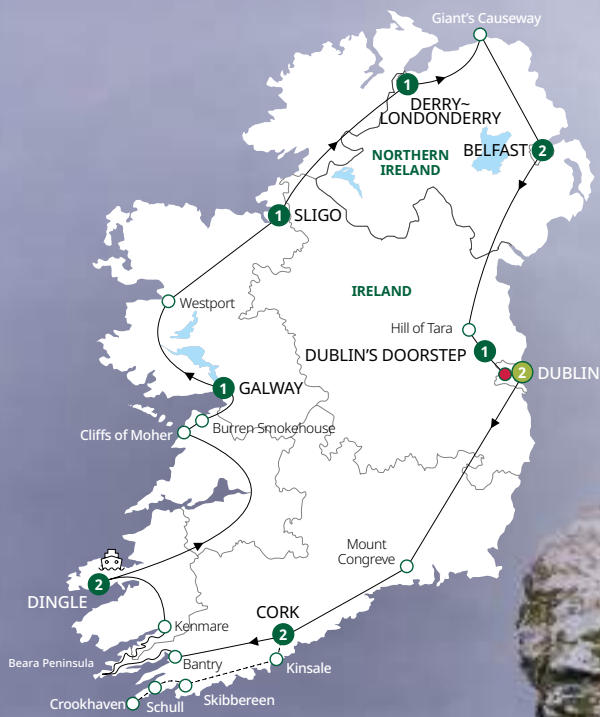 Giant's Causeway
1
DERRY~
LONDONDERRY
NORTHERN
IRELAND
BELFAST 2
1 SLIGO
Westport
IRELAND
Hill of Tara
DUBLIN'S DOORSTEP 1
2 DUBLIN
1 GALWAY
Burren Smokehouse
Cliffs of Moher
Mount
Congreve
2
DINGLE
CORK
2
Kenmare
Beara Peninsula
Bantry
Kinsale
Crookhaven
Schull
Skibbereen